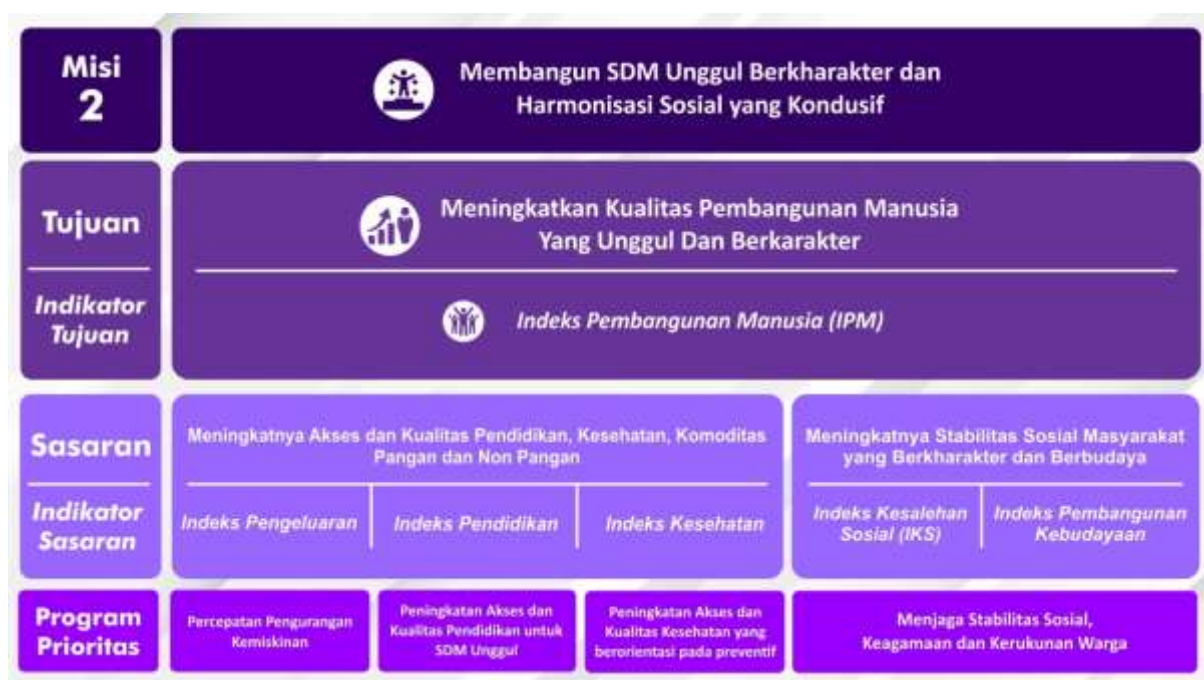 Misi
2
Membangun SDM Unggul Berkharakter dan
Harmonisasi Sosial yang Kondusif
Tujuan
Meningkatkan Kualitas Pembangunan Manusia
Yang Unggul Dan Berkarakter
Indikator
Tujuan
Indeks Pembangunan Manusia (IPM)
Sasaran
Meningkatnya Akses dan Kualitas Pendidikan, Kesehatan, Komoditas
Pangan dan Non Pangan
Meningkatnya Stabilitas Sosial Masyarakat
yang Berkharakter dan Berbudaya
Indikator
Sasaran
Indeks Pengeluaran
Indeks Pendidikan
Indeks Kesehatan
Indeks Kesalehan
Sosial (IKS)
Indeks Pembangunan
Kebudayaan
Program
Prioritas
Percepatan Pengurangan
Kemiskinan
Peningkatan Akses dan
Kualitas Pendidikan untuk
SDM Unggul
Peningkatan Akses dan
Kualitas Kesehatan yang
berorientasi pada preventif
Menjaga Stabilitas Sosial,
Keagamaan dan Kerukunan Warga